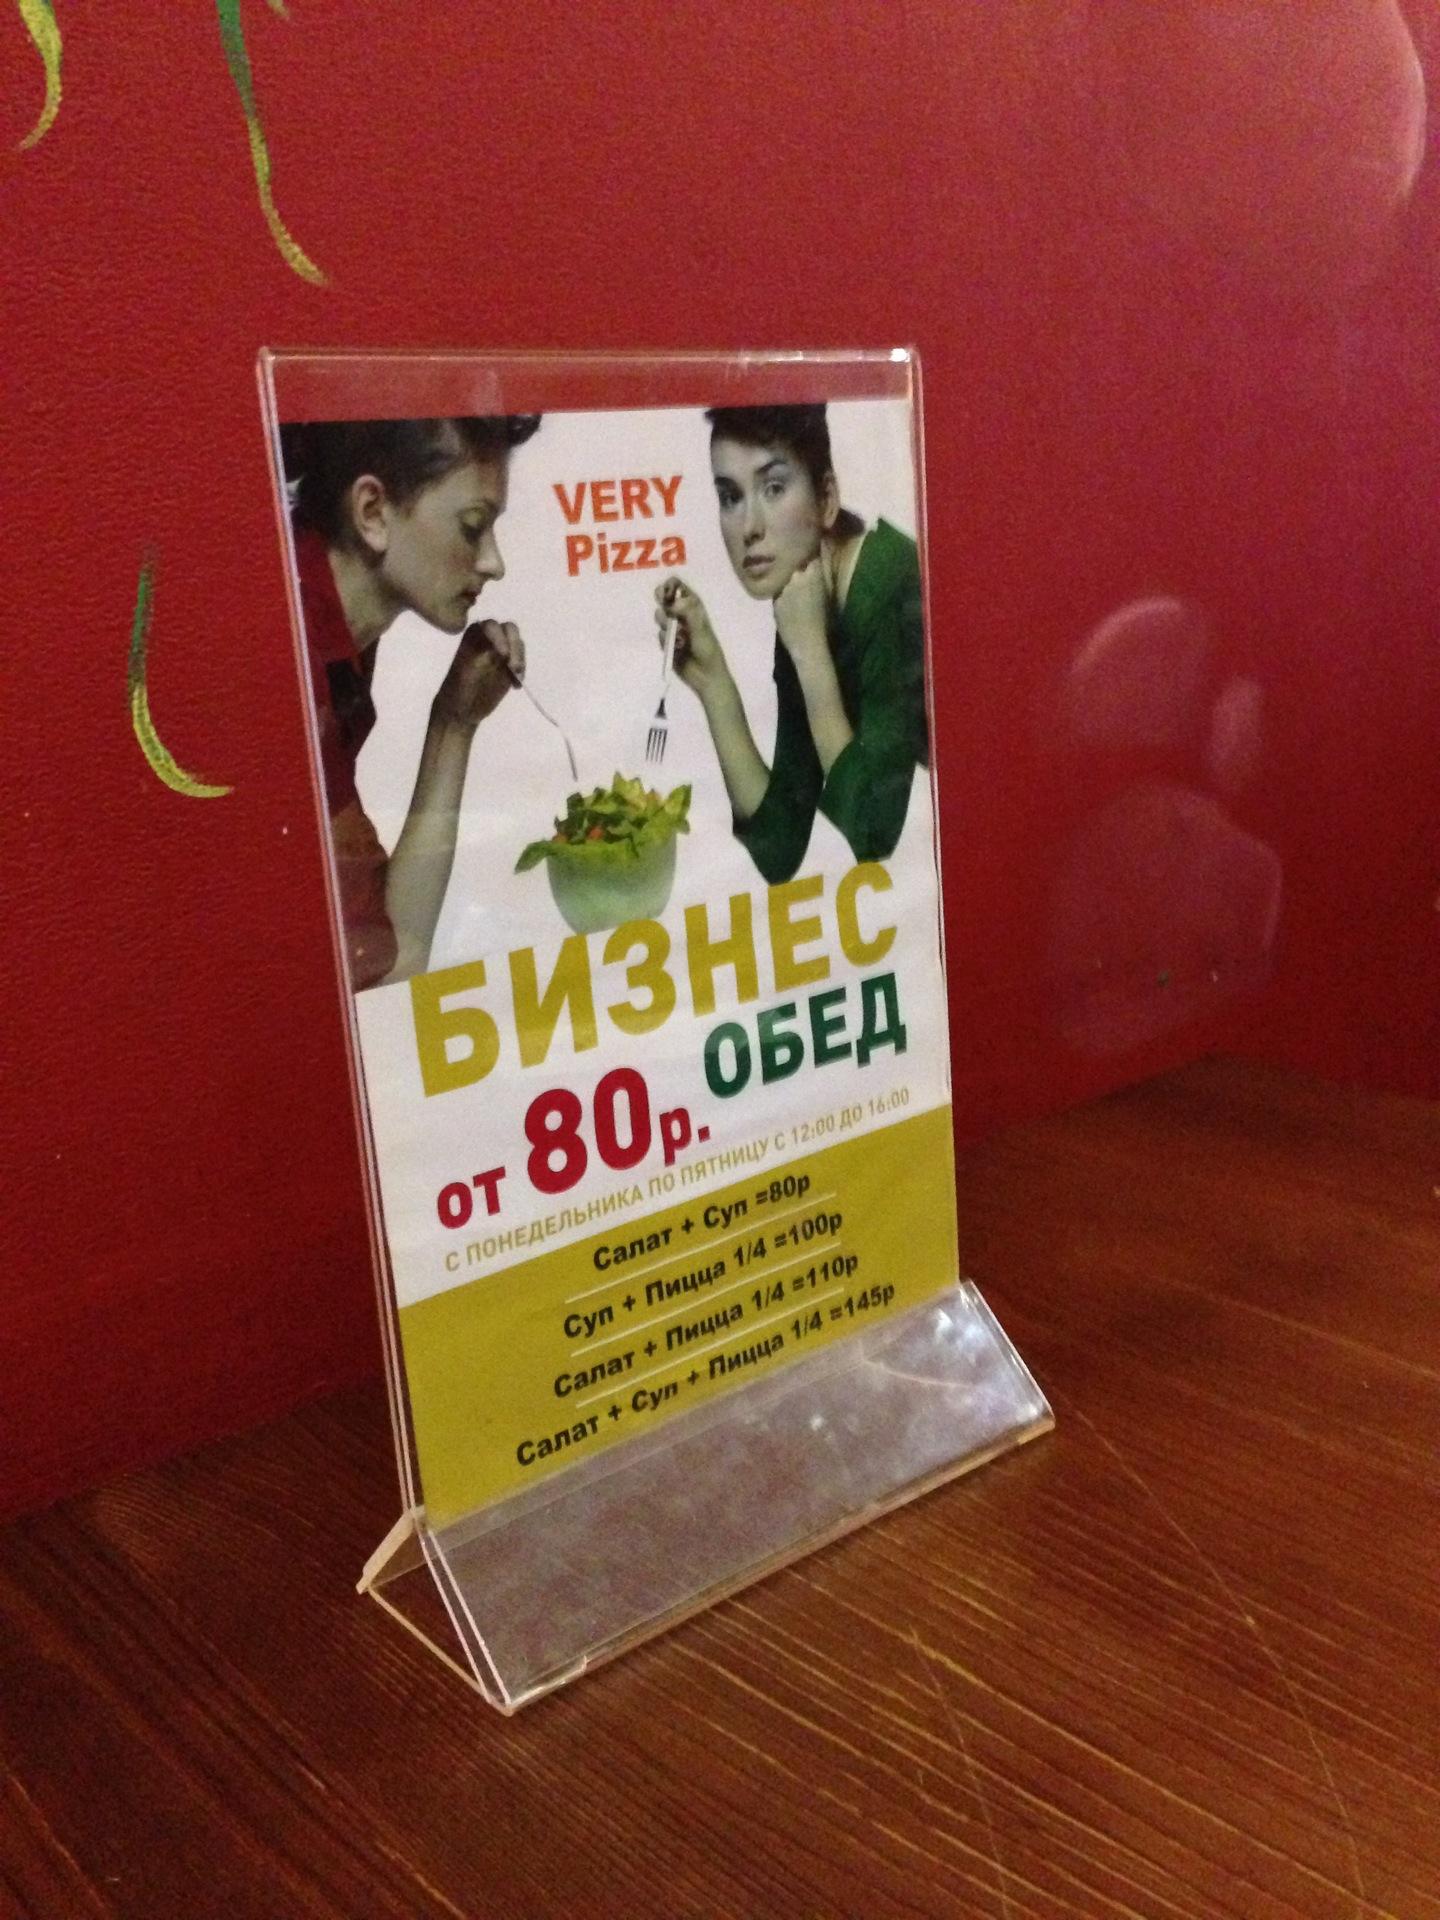 VERY
Pizza
БИЗНЕС
ОБЕД
от 80р.
С ПОНЕДЕЛЬНИКА ПО ПЯТНИЦУ С 12:00 ДО 16:00
Салат + Суп =80р
Суп + Пицца 1/4 =100р
Салат + Пицца 1/4 =110р
Салат + Суп + Пицца 1/4 =145р